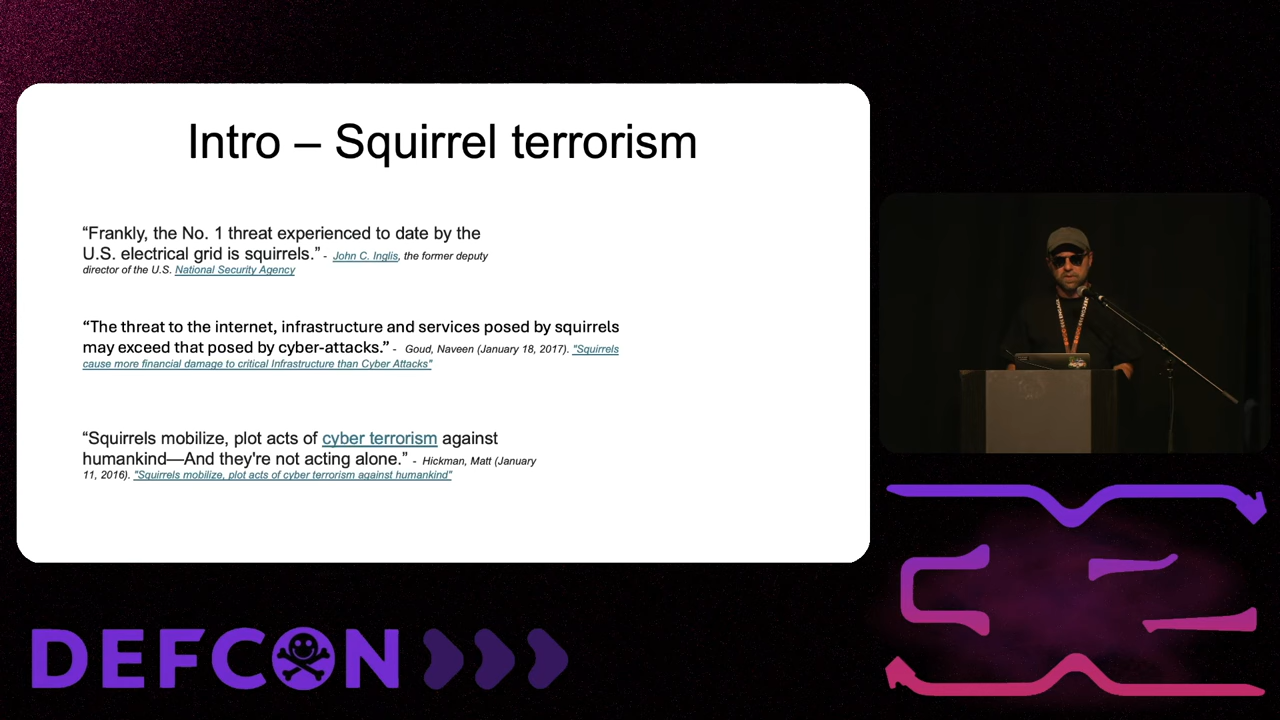 Intro – Squirrel terrorism
“Frankly, the No. 1 threat experienced to date by the
U.S. electrical grid is squirrels.” - John C. Inglis, the former deputy
director of the U.S. National Security Agency
“The threat to the internet, infrastructure and services posed by squirrels
may exceed that posed by cyber-attacks.” - Goud, Naveen (January 18, 2017). "Squirrels
cause more financial damage to critical Infrastructure than Cyber Attacks"
“Squirrels mobilize, plot acts of cyber terrorism against
humankind—And they're not acting alone.” - Hickman, Matt (January
11, 2016). "Squirrels mobilize, plot acts of cyber terrorism against humankind"
DEFCON